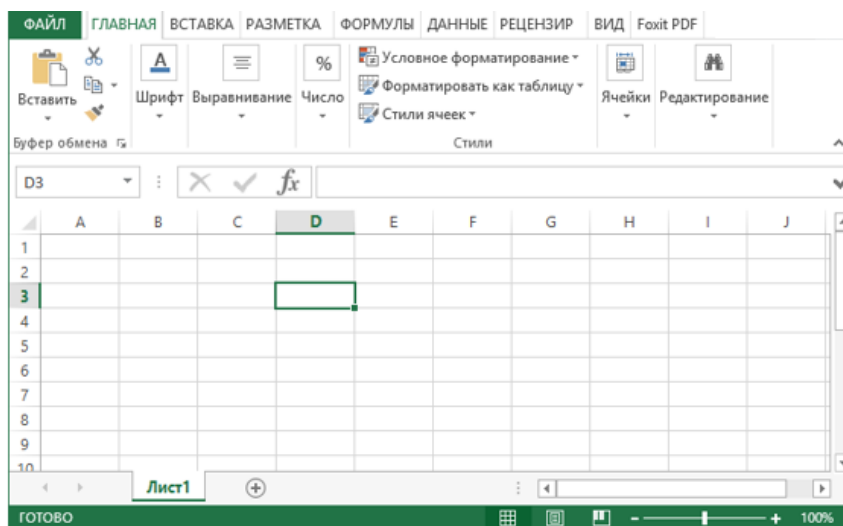 ФАЙЛ ГЛАВНАЯ ВСТАВКА РАЗМЕТКА ФОРМУЛЫ ДАННЫЕ РЕЦЕНЗИР ВИД Foxit PDF
Вставить
Буфер обмена
Шрифт
Выравнивание
%
Число
Условное форматирование
Форматировать как таблицу
Стили ячеек
Стили
Ячейки
Редактирование
D3 fx
A B C D E F G H I J
1
2
3
4
5
6
7
8
9
10
Лист1
ГОТОВО 100%